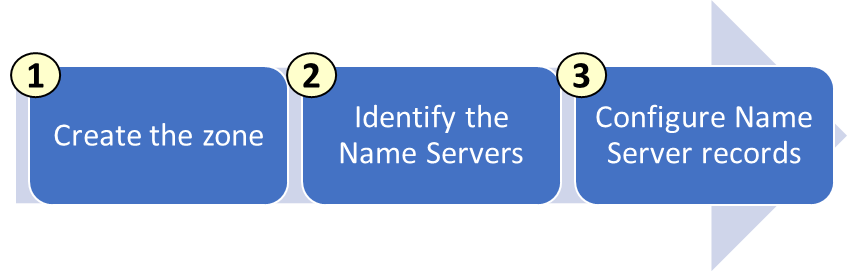 1
Create the zone
2
Identify the
Name Servers
3
Configure Name
Server records